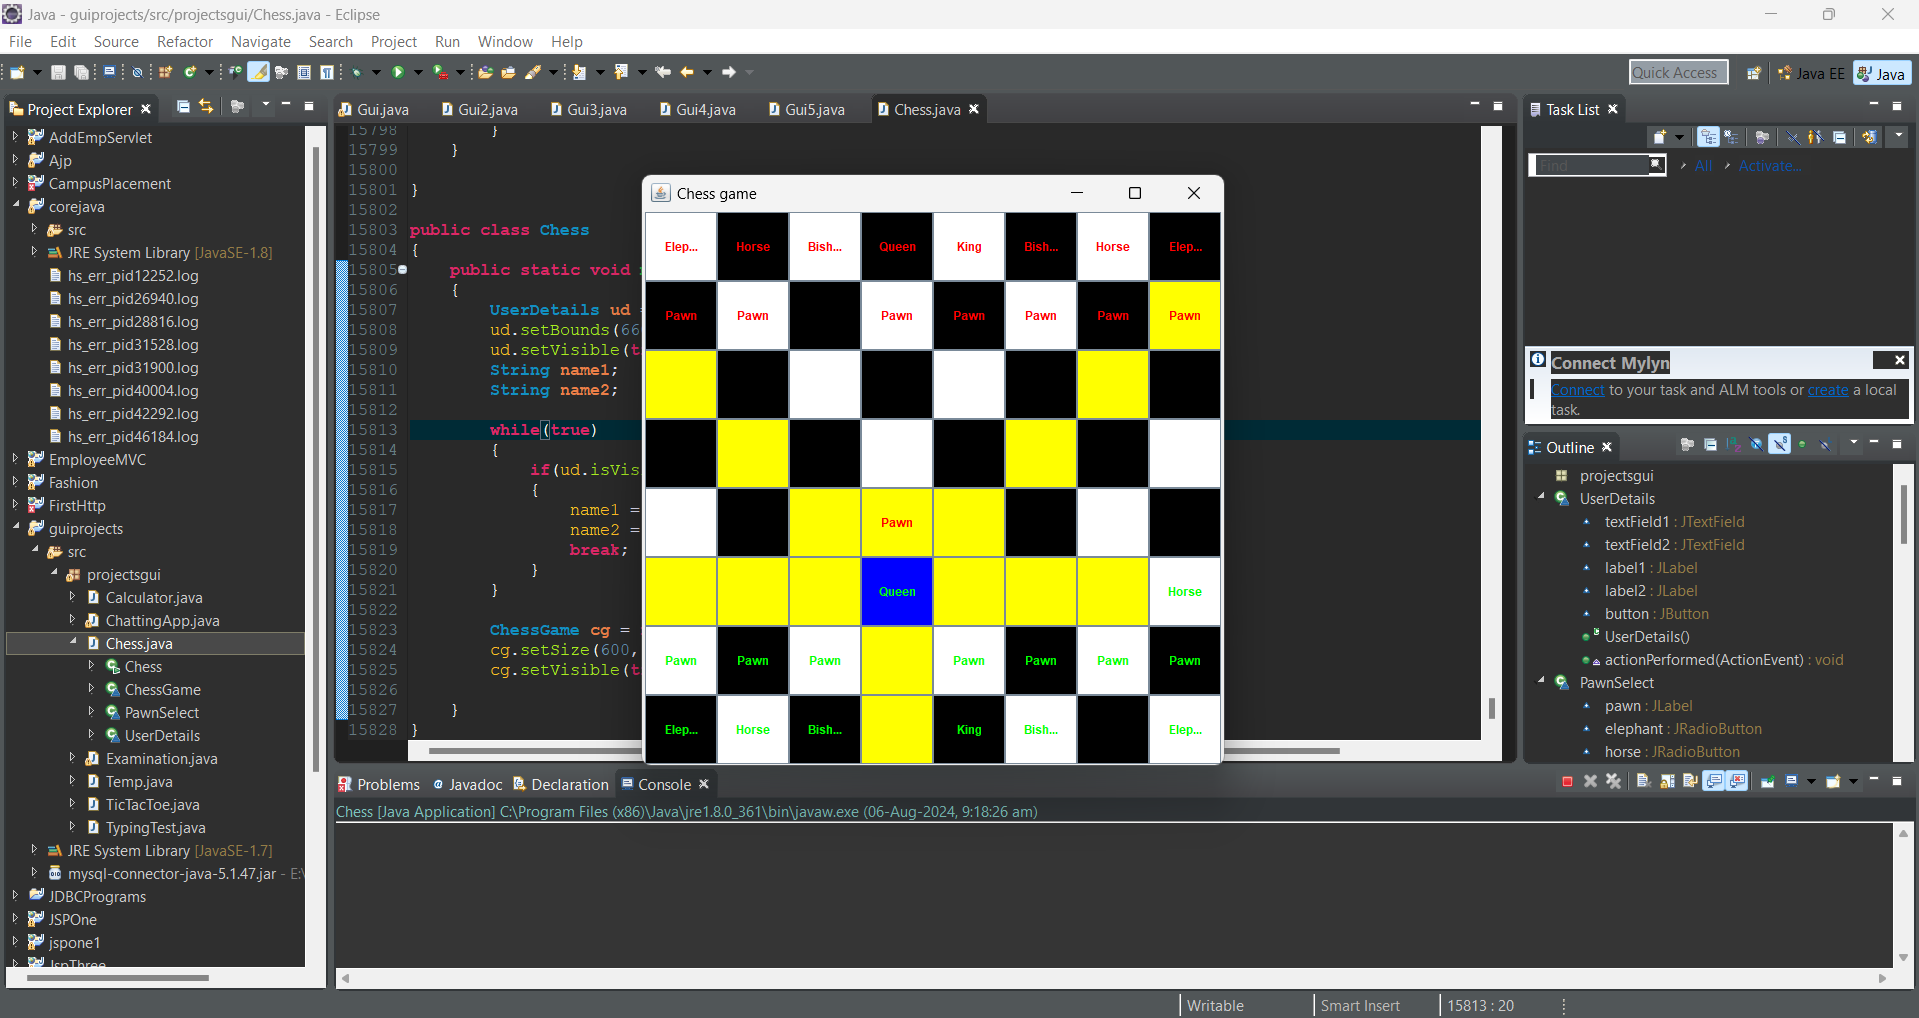 Java - guiprojects/src/projectsgui/Chess.java - Eclipse
File Edit Source Refactor Navigate Search Project Run Window Help
Quick Access Java EE Java
Project Explorer
AddEmpServlet
Ajp
CampusPlacement
corejava
src
JRE System Library [JavaSE-1.8]
hs_err_pid12252.log
hs_err_pid26940.log
hs_err_pid28816.log
hs_err_pid31528.log
hs_err_pid31900.log
hs_err_pid40004.log
hs_err_pid42292.log
hs_err_pid46184.log
EmployeeMVC
Fashion
FirstHttp
guiprojects
src
projectsgui
Calculator.java
ChattingApp.java
Chess.java
Chess
ChessGame
PawnSelect
UserDetails
Examination.java
Temp.java
TicTacToe.java
TypingTest.java
JRE System Library [JavaSE-1.7]
mysql-connector-java-5.1.47.jar - E:\
JDBCPrograms
JSPOne
jspone1
JspThree
Gui.java Gui2.java Gui3.java Gui4.java Gui5.java Chess.java
15798 }
15799 }
15800
15801 }
15802
15803 public class Chess
15804 {
15805 public static void
15806 {
15807 UserDetails ud
15808 ud.setBounds(66
15809 ud.setVisible(t
15810 String name1;
15811 String name2;
15812
15813 while(true)
15814 {
15815 if(ud.isVis
15816 {
15817 name1 =
15818 name2 =
15819 break;
15820 }
15821 }
15822
15823 ChessGame cg =
15824 cg.setSize(600,
15825 cg.setVisible(t
15826
15827 }
15828 }
Chess game
Elep... Horse Bish... Queen King Bish... Horse Elep...
Pawn Pawn Pawn Pawn Pawn Pawn Pawn
Pawn
Queen Horse
Pawn Pawn Pawn Pawn Pawn Pawn Pawn
Elep... Horse Bish... King Bish... Elep...
Task List
Find All Activate...
Connect Mylyn
Connect to your task and ALM tools or create a local
task.
Outline
projectsgui
UserDetails
textField1 : JTextField
textField2 : JTextField
label1 : JLabel
label2 : JLabel
button : JButton
UserDetails()
actionPerformed(ActionEvent) : void
PawnSelect
pawn : JLabel
elephant : JRadioButton
horse : JRadioButton
Problems Javadoc Declaration Console
Chess [Java Application] C:\Program Files (x86)\Java\jre1.8.0_361\bin\javaw.exe (06-Aug-2024, 9:18:26 am)
Writable Smart Insert 15813 : 20